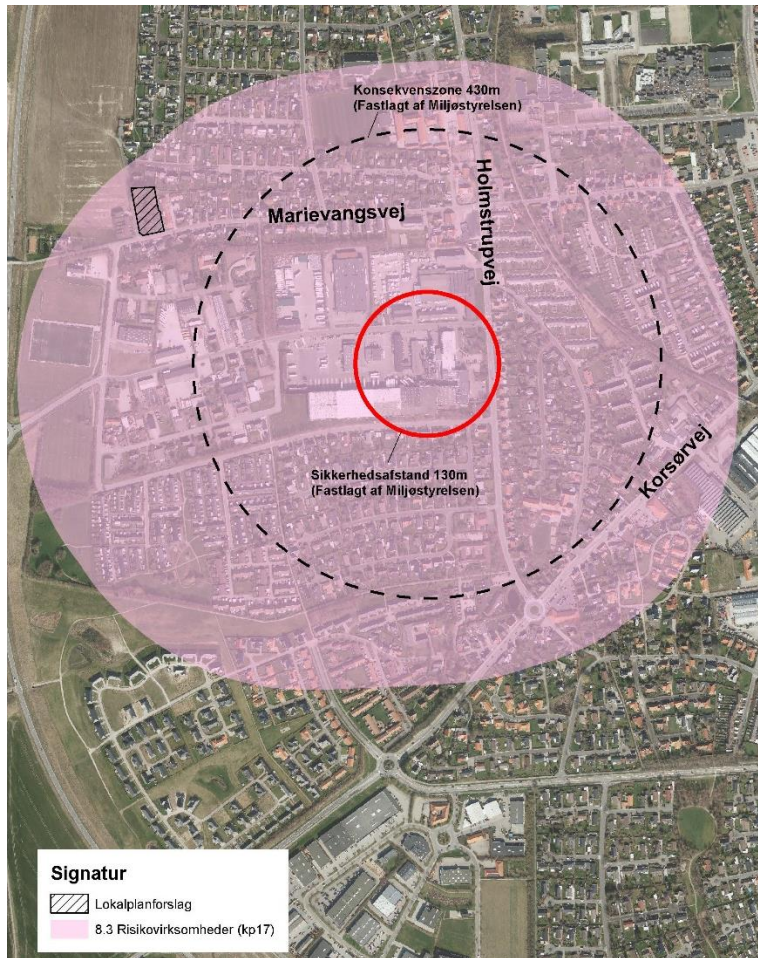 Konsekvenszone 430m
(Fastlagt af Miljøstyrelsen)
Holmstrupvej
Marievangsvej
Sikkerhedsafstand 130m
(Fastlagt af Miljøstyrelsen)
Korsørvej
Signatur
Lokalplanforslag
8.3 Risikovirksomheder (kp17)